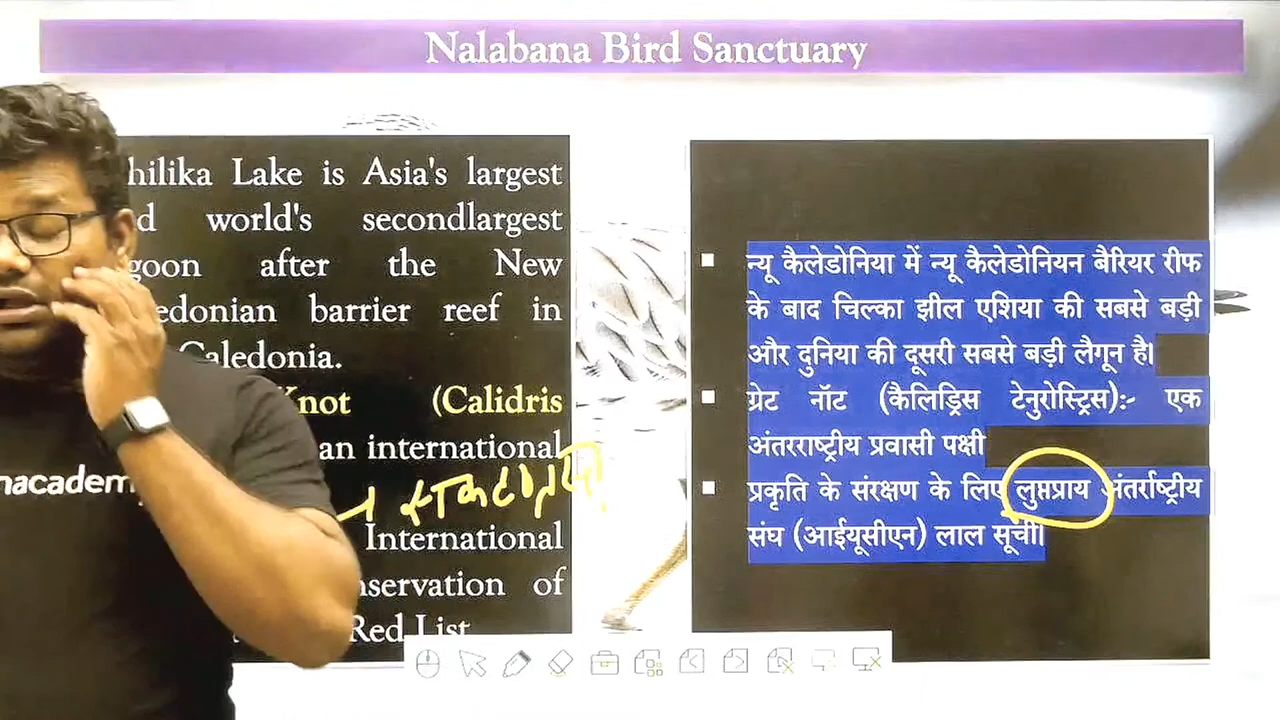 Nalabana Bird Sanctuary
hilika Lake is Asia's largest
d world's secondlargest
goon after the New
edonian barrier reef in
Caledonia.
Knot (Calidris
an international
International
nservation of
Red List
nacadem
▪ न्यू कैलेडोनिया में न्यू कैलेडोनियन बैरियर रीफ
के बाद चिल्का झील एशिया की सबसे बड़ी
और दुनिया की दूसरी सबसे बड़ी लैगून है।
▪ ग्रेट नॉट (कैलिड्रिस टेनुरोस्ट्रिस):- एक
अंतरराष्ट्रीय प्रवासी पक्षी
▪ प्रकृति के संरक्षण के लिए लुप्तप्राय अंतर्राष्ट्रीय
संघ (आईयूसीएन) लाल सूची।